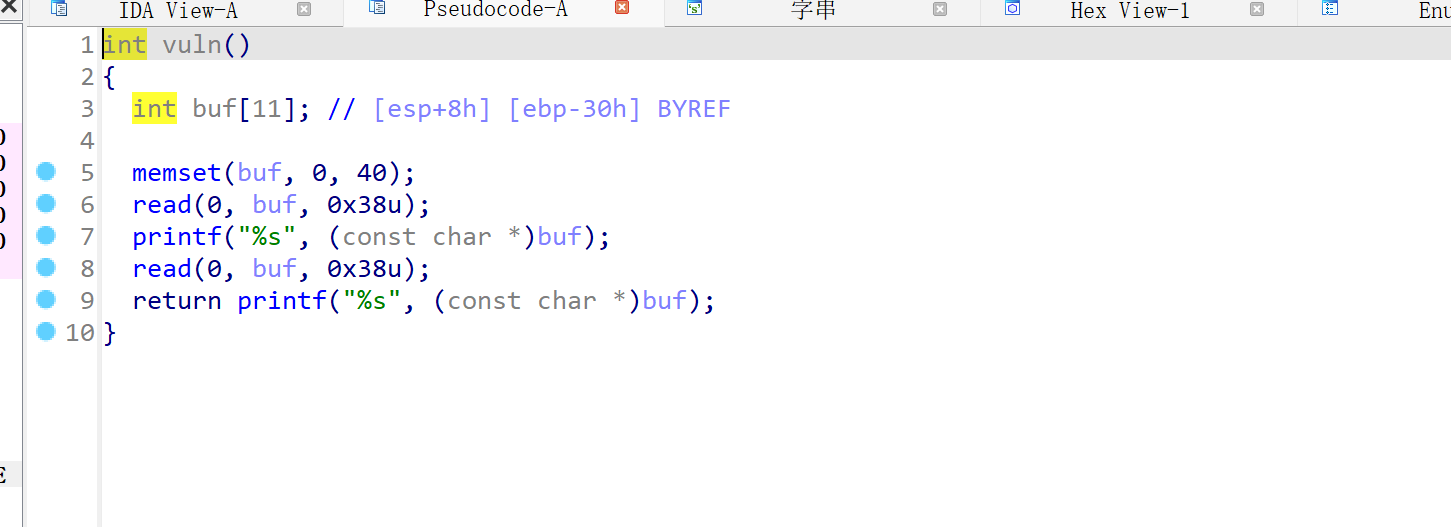 IDA View-A Pseudocode-A 字串 Hex View-1 Enu
1 int vuln()
2 {
3 int buf[11]; // [esp+8h] [ebp-30h] BYREF
4
5 memset(buf, 0, 40);
6 read(0, buf, 0x38u);
7 printf("%s", (const char *)buf);
8 read(0, buf, 0x38u);
9 return printf("%s", (const char *)buf);
10 }